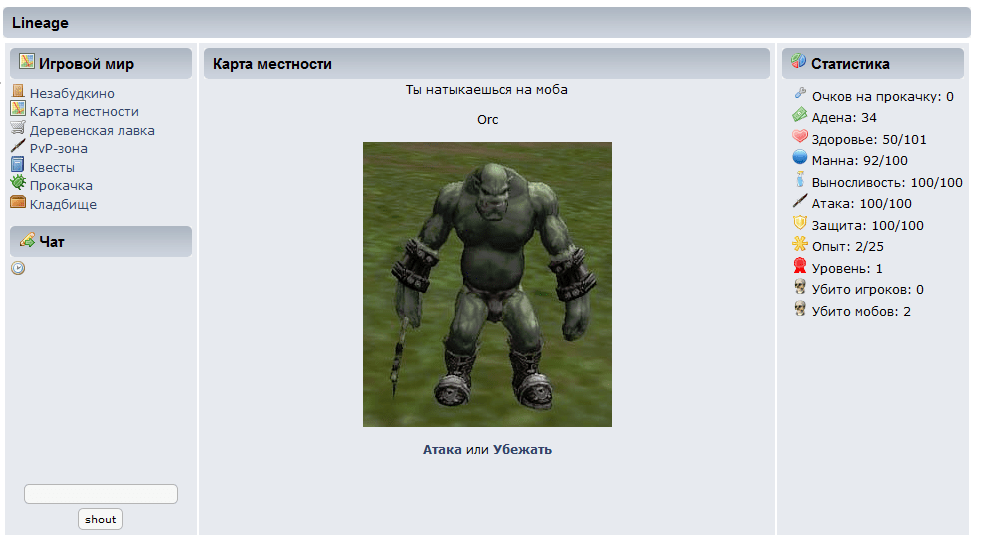 Lineage
Игровой мир
Незабудкино
Карта местности
Деревенская лавка
PvP-зона
Квесты
Прокачка
Кладбище
Чат
shout
Карта местности
Ты натыкаешься на моба
Orc
Атака или Убежать
Статистика
Очков на прокачку: 0
Адена: 34
Здоровье: 50/101
Манна: 92/100
Выносливость: 100/100
Атака: 100/100
Защита: 100/100
Опыт: 2/25
Уровень: 1
Убито игроков: 0
Убито мобов: 2